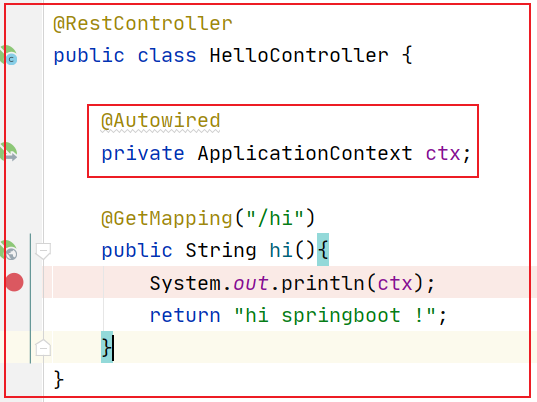 @RestController
public class HelloController {
@Autowired
private ApplicationContext ctx;
@GetMapping("/hi")
public String hi(){
System.out.println(ctx);
return "hi springboot !";
}
}